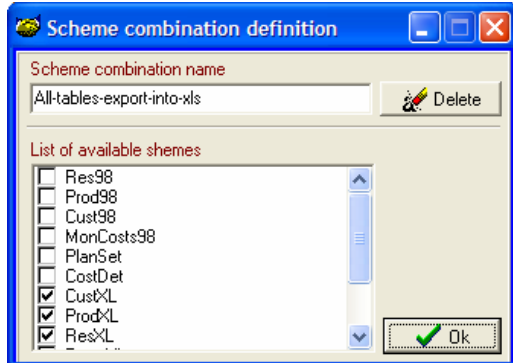 Scheme combination definition
Scheme combination name
All-tables-export-into-xls
Delete
List of available shemes
Res98
Prod98
Cust98
MonCosts98
PlanSet
CostDet
CustXL
ProdXL
ResXL
Ok